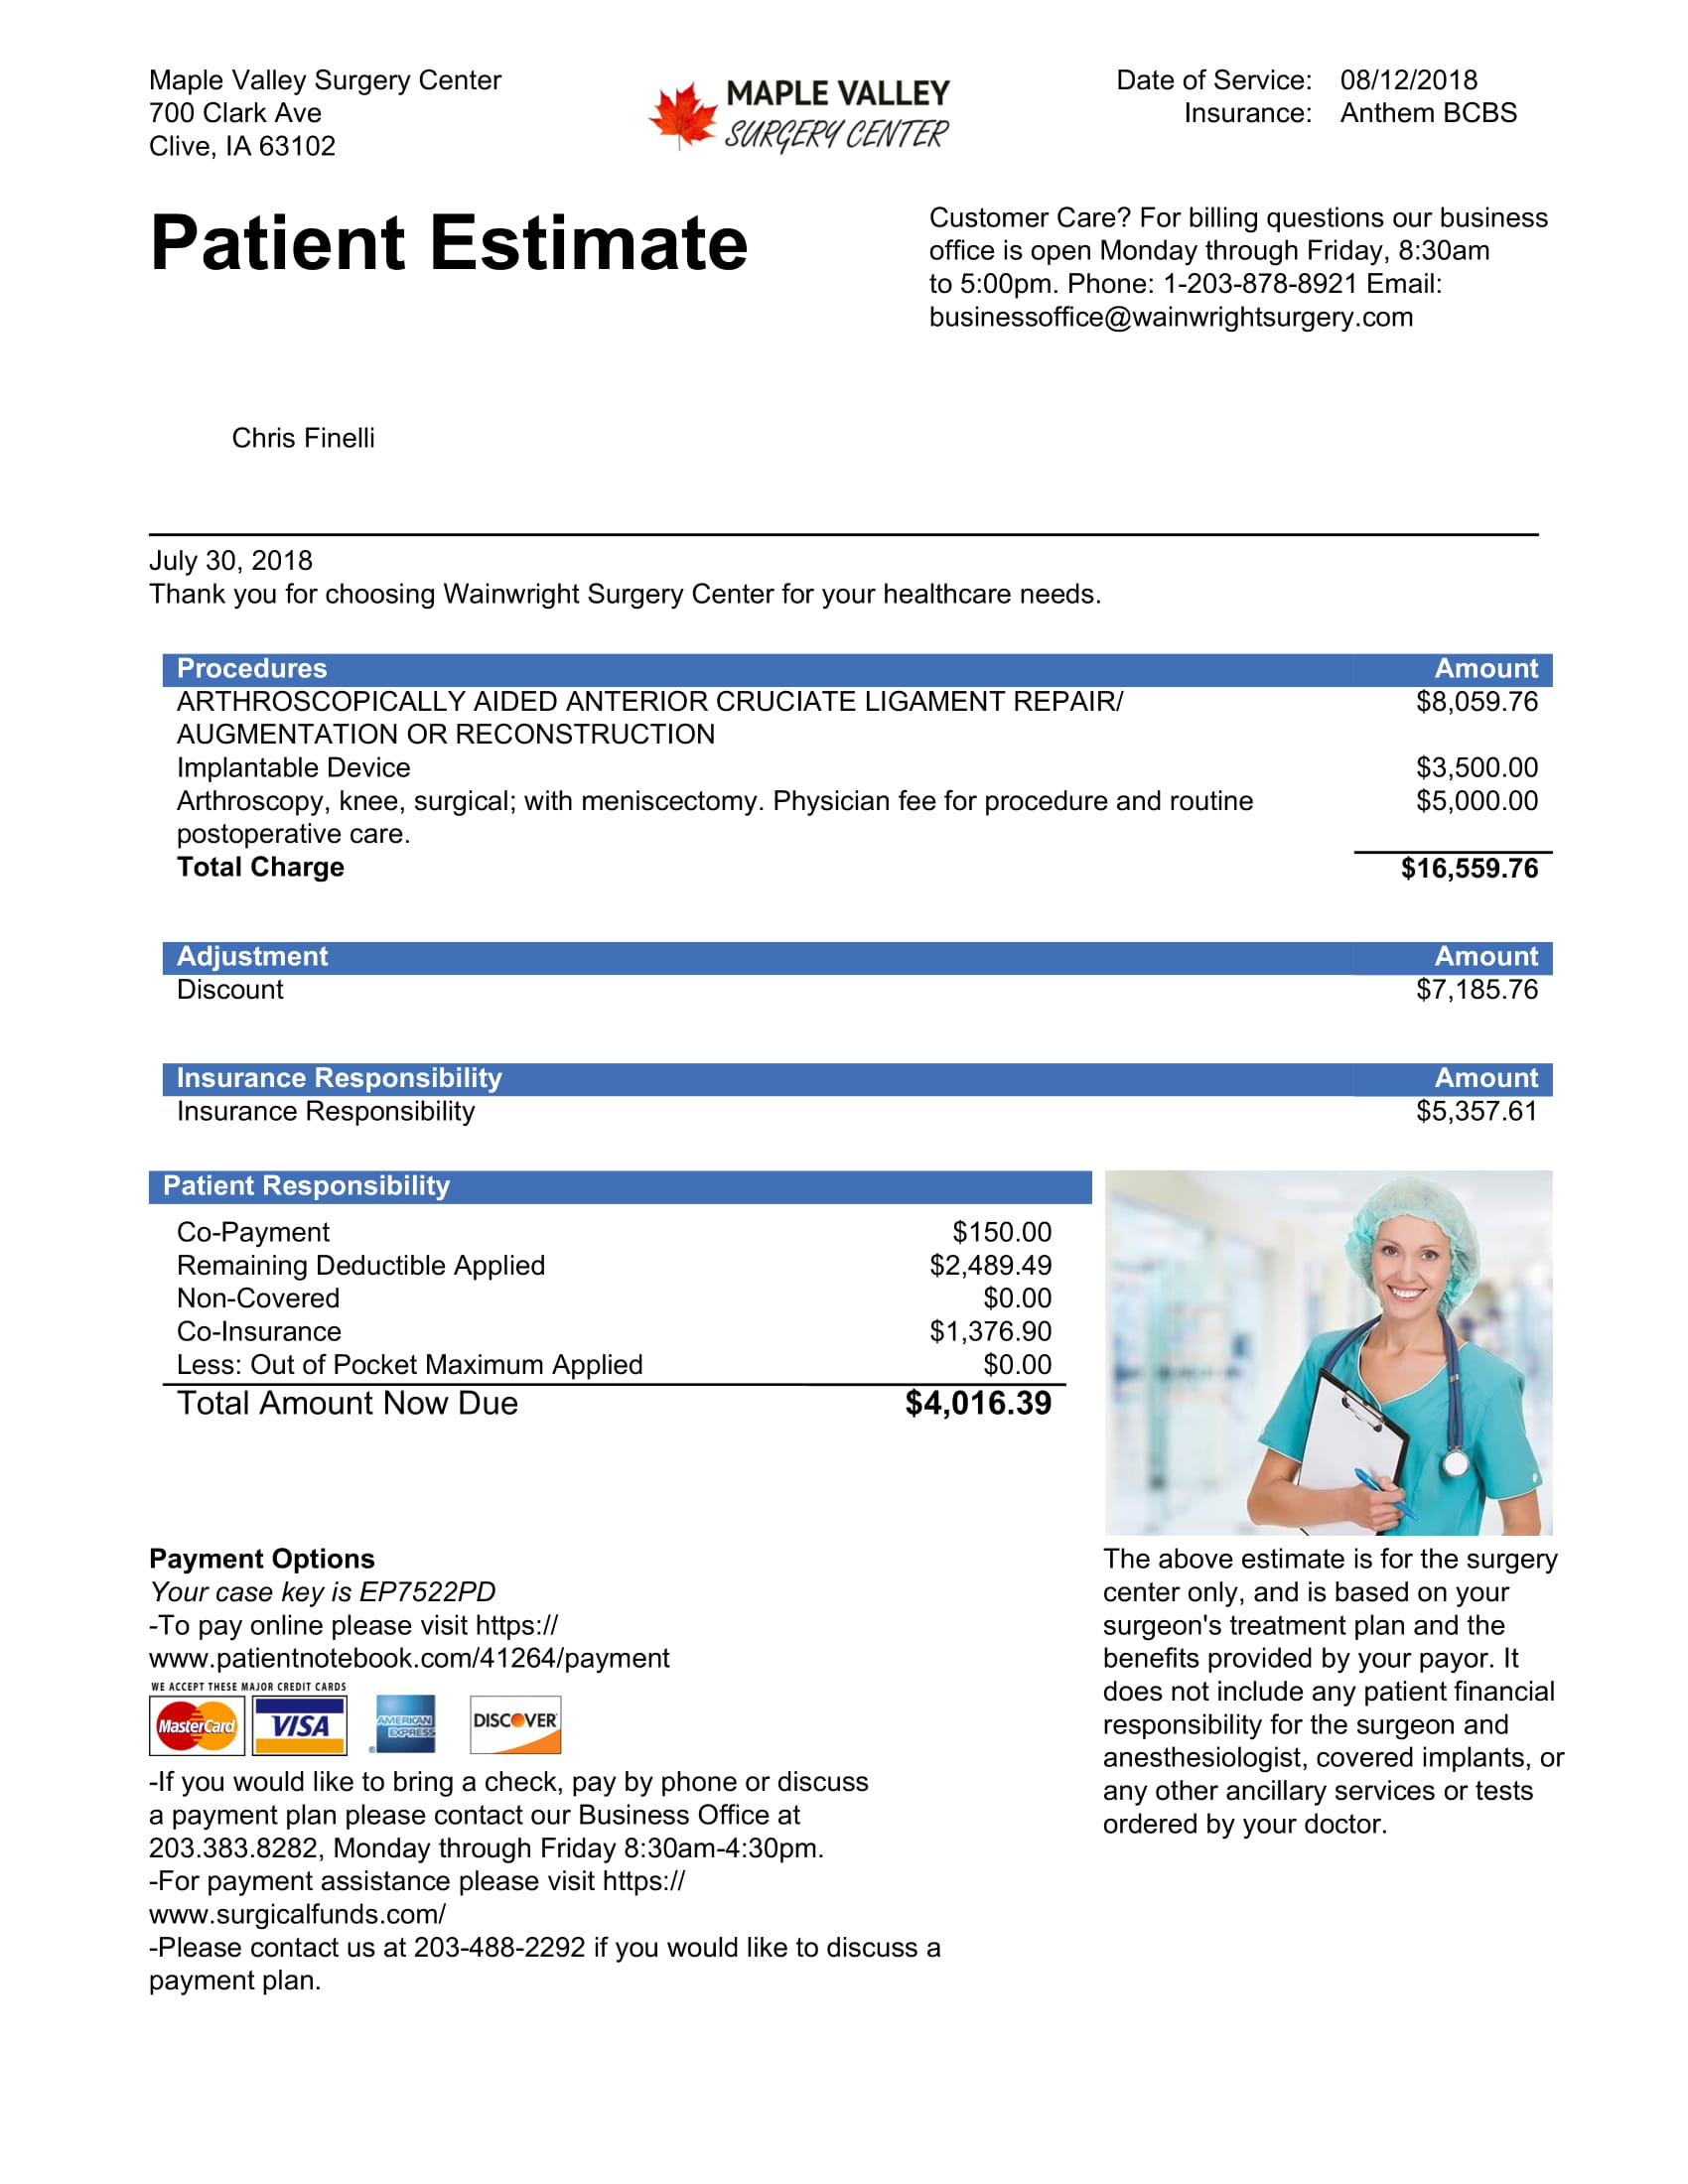 Maple Valley Surgery Center
700 Clark Ave
Clive, IA 63102
MAPLE VALLEY
SURGERY CENTER
Date of Service: 08/12/2018
Insurance: Anthem BCBS
Patient Estimate
Customer Care? For billing questions our business
office is open Monday through Friday, 8:30am
to 5:00pm. Phone: 1-203-878-8921 Email:
businessoffice@wainwrightsurgery.com
Chris Finelli
July 30, 2018
Thank you for choosing Wainwright Surgery Center for your healthcare needs.
Procedures Amount
ARTHROSCOPICALLY AIDED ANTERIOR CRUCIATE LIGAMENT REPAIR/ $8,059.76
AUGMENTATION OR RECONSTRUCTION
Implantable Device $3,500.00
Arthroscopy, knee, surgical; with meniscectomy. Physician fee for procedure and routine $5,000.00
postoperative care.
Total Charge $16,559.76
Adjustment Amount
Discount $7,185.76
Insurance Responsibility Amount
Insurance Responsibility $5,357.61
Patient Responsibility
Co-Payment $150.00
Remaining Deductible Applied $2,489.49
Non-Covered $0.00
Co-Insurance $1,376.90
Less: Out of Pocket Maximum Applied $0.00
Total Amount Now Due $4,016.39
Payment Options
Your case key is EP7522PD
-To pay online please visit https://
www.patientnotebook.com/41264/payment
WE ACCEPT THESE MAJOR CREDIT CARDS
MasterCard VISA AMERICAN EXPRESS DISCOVER
-If you would like to bring a check, pay by phone or discuss
a payment plan please contact our Business Office at
203.383.8282, Monday through Friday 8:30am-4:30pm.
-For payment assistance please visit https://
www.surgicalfunds.com/
-Please contact us at 203-488-2292 if you would like to discuss a
payment plan.
The above estimate is for the surgery
center only, and is based on your
surgeon's treatment plan and the
benefits provided by your payor. It
does not include any patient financial
responsibility for the surgeon and
anesthesiologist, covered implants, or
any other ancillary services or tests
ordered by your doctor.